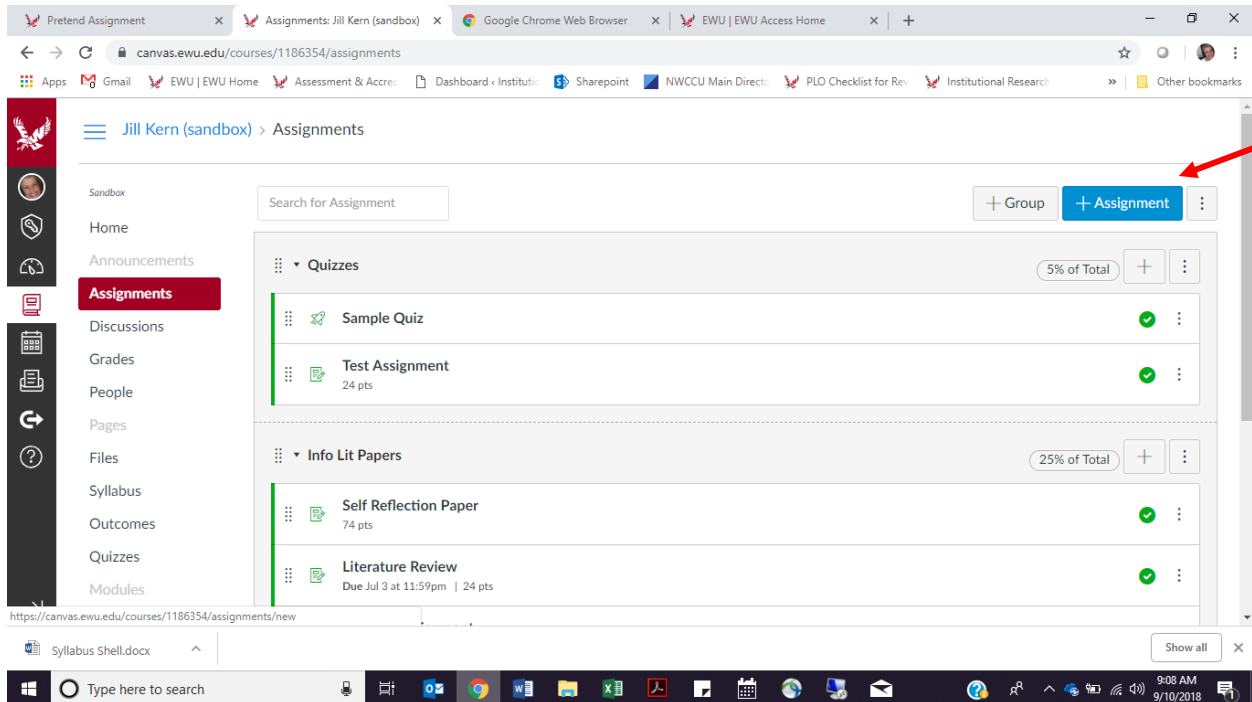 Pretend Assignment
Assignments: Jill Kern (sandbox)
Google Chrome Web Browser
EWU | EWU Access Home
canvas.ewu.edu/courses/1186354/assignments
Apps Gmail EWU | EWU Home Assessment & Accrec Dashboard ‹ Institutic Sharepoint NWCCU Main Directo PLO Checklist for Rev Institutional Research » Other bookmarks
Jill Kern (sandbox) > Assignments
Sandbox
Home
Announcements
Assignments
Discussions
Grades
People
Pages
Files
Syllabus
Outcomes
Quizzes
Modules
Search for Assignment
+ Group
+ Assignment
Quizzes
5% of Total
Sample Quiz
Test Assignment
24 pts
Info Lit Papers
25% of Total
Self Reflection Paper
74 pts
Literature Review
Due Jul 3 at 11:59pm | 24 pts
https://canvas.ewu.edu/courses/1186354/assignments/new
Syllabus Shell.docx
Show all
Type here to search
9:08 AM
9/10/2018